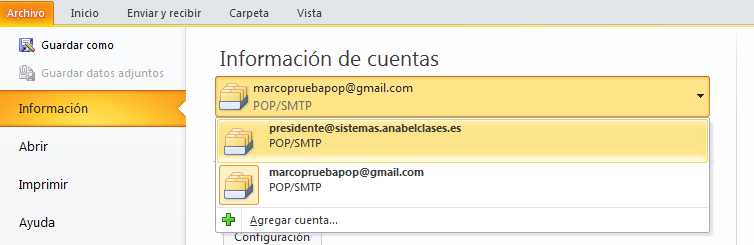 Archivo Inicio Enviar y recibir Carpeta Vista
Guardar como
Guardar datos adjuntos
Información
Abrir
Imprimir
Ayuda
Información de cuentas
marcopruebapop@gmail.com
POP/SMTP
presidente@sistemas.anabelclases.es
POP/SMTP
marcopruebapop@gmail.com
POP/SMTP
Agregar cuenta...
Configuración